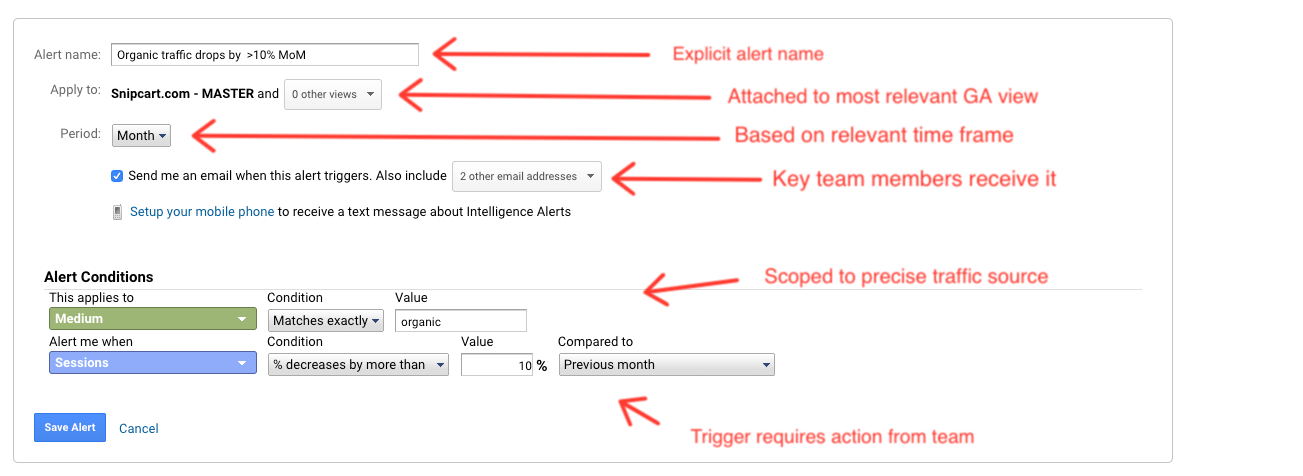 Alert name: Organic traffic drops by  >10% MoM Explicit alert name
Apply to: Snipcart.com - MASTER and 0 other views Attached to most relevant GA view
Period: Month Based on relevant time frame
Send me an email when this alert triggers. Also include 2 other email addresses Key team members receive it
Setup your mobile phone to receive a text message about Intelligence Alerts
Alert Conditions Scoped to precise traffic source
This applies to Condition Value
Medium Matches exactly organic
Alert me when Condition Value Compared to
Sessions % decreases by more than 10 % Previous month
Save Alert Cancel Trigger requires action from team